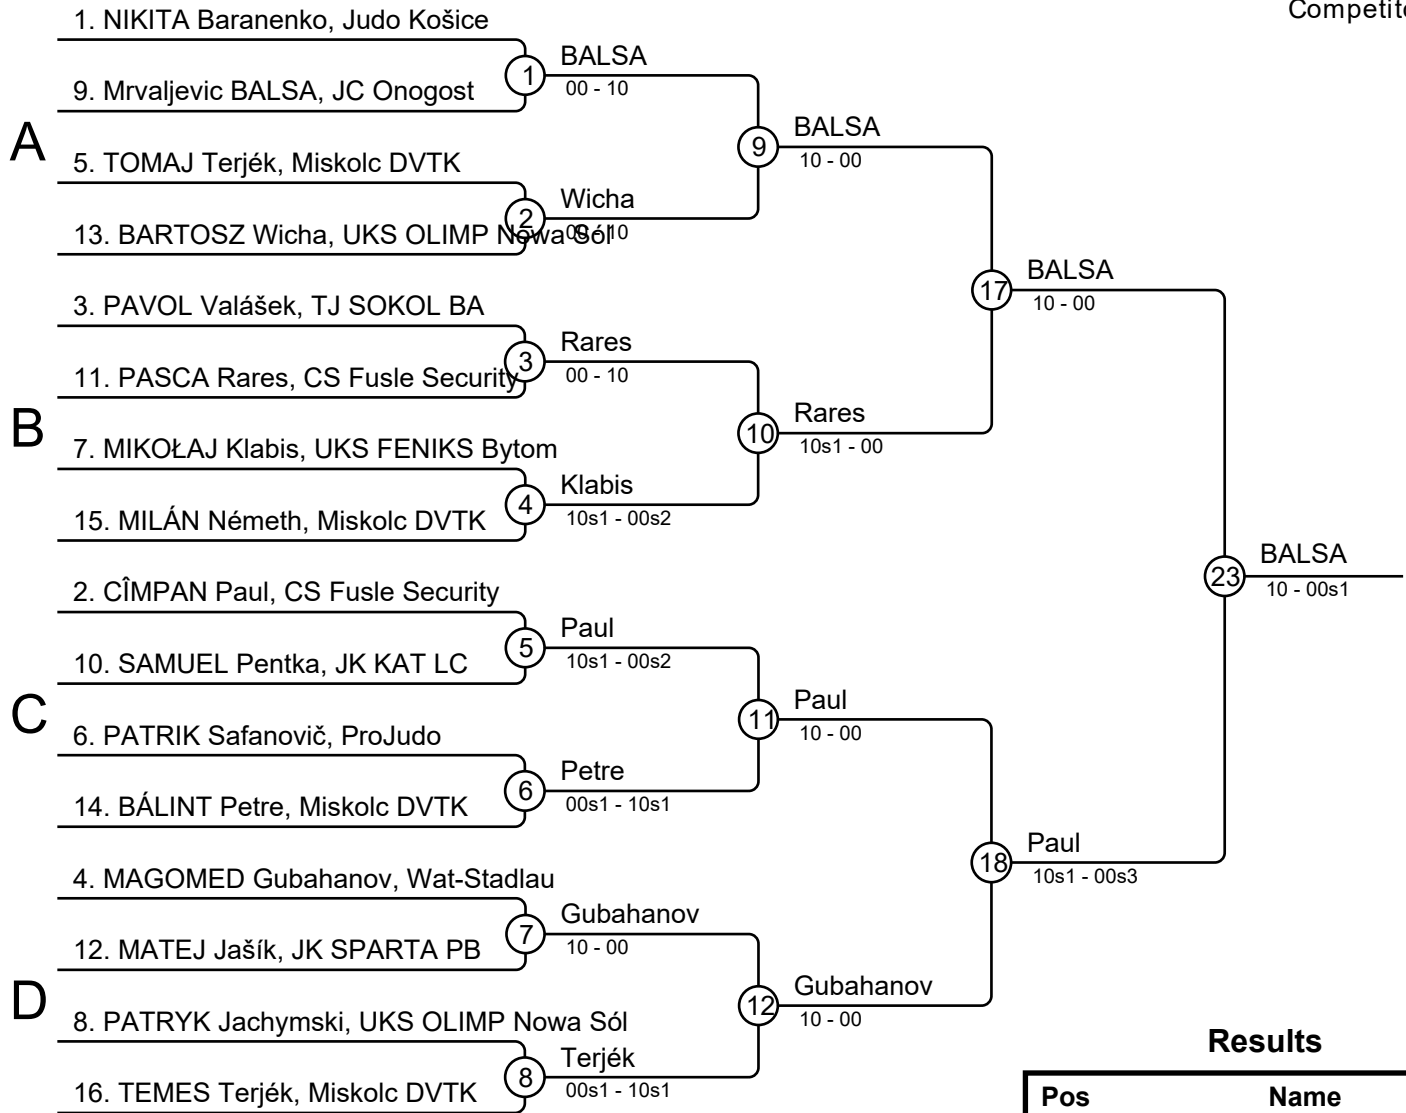 Competit
1. NIKITA Baranenko, Judo Košice
1
BALSA
00 - 10
9. Mrvaljevic BALSA, JC Onogost
9
BALSA
10 - 00
A
5. TOMAJ Terjék, Miskolc DVTK
2
Wicha
00 - 10
13. BARTOSZ Wicha, UKS OLIMP Nowa Sól
17
BALSA
10 - 00
3. PAVOL Valášek, TJ SOKOL BA
3
Rares
00 - 10
11. PASCA Rares, CS Fusle Security
B
10
Rares
10s1 - 00
7. MIKOŁAJ Klabis, UKS FENIKS Bytom
4
Klabis
10s1 - 00s2
15. MILÁN Németh, Miskolc DVTK
23
BALSA
10 - 00s1
2. CÎMPAN Paul, CS Fusle Security
5
Paul
10s1 - 00s2
10. SAMUEL Pentka, JK KAT LC
C
11
Paul
10 - 00
6. PATRIK Safanovič, ProJudo
6
Petre
00s1 - 10s1
14. BÁLINT Petre, Miskolc DVTK
18
Paul
10s1 - 00s3
4. MAGOMED Gubahanov, Wat-Stadlau
7
Gubahanov
10 - 00
12. MATEJ Jašík, JK SPARTA PB
D
12
Gubahanov
10 - 00
8. PATRYK Jachymski, UKS OLIMP Nowa Sól
8
Terjék
00s1 - 10s1
16. TEMES Terjék, Miskolc DVTK
Results
Pos Name